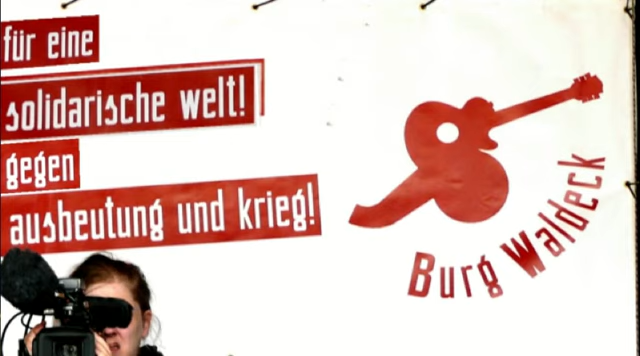 für eine
solidarische welt!
gegen
ausbeutung und krieg!
Burg Waldeck